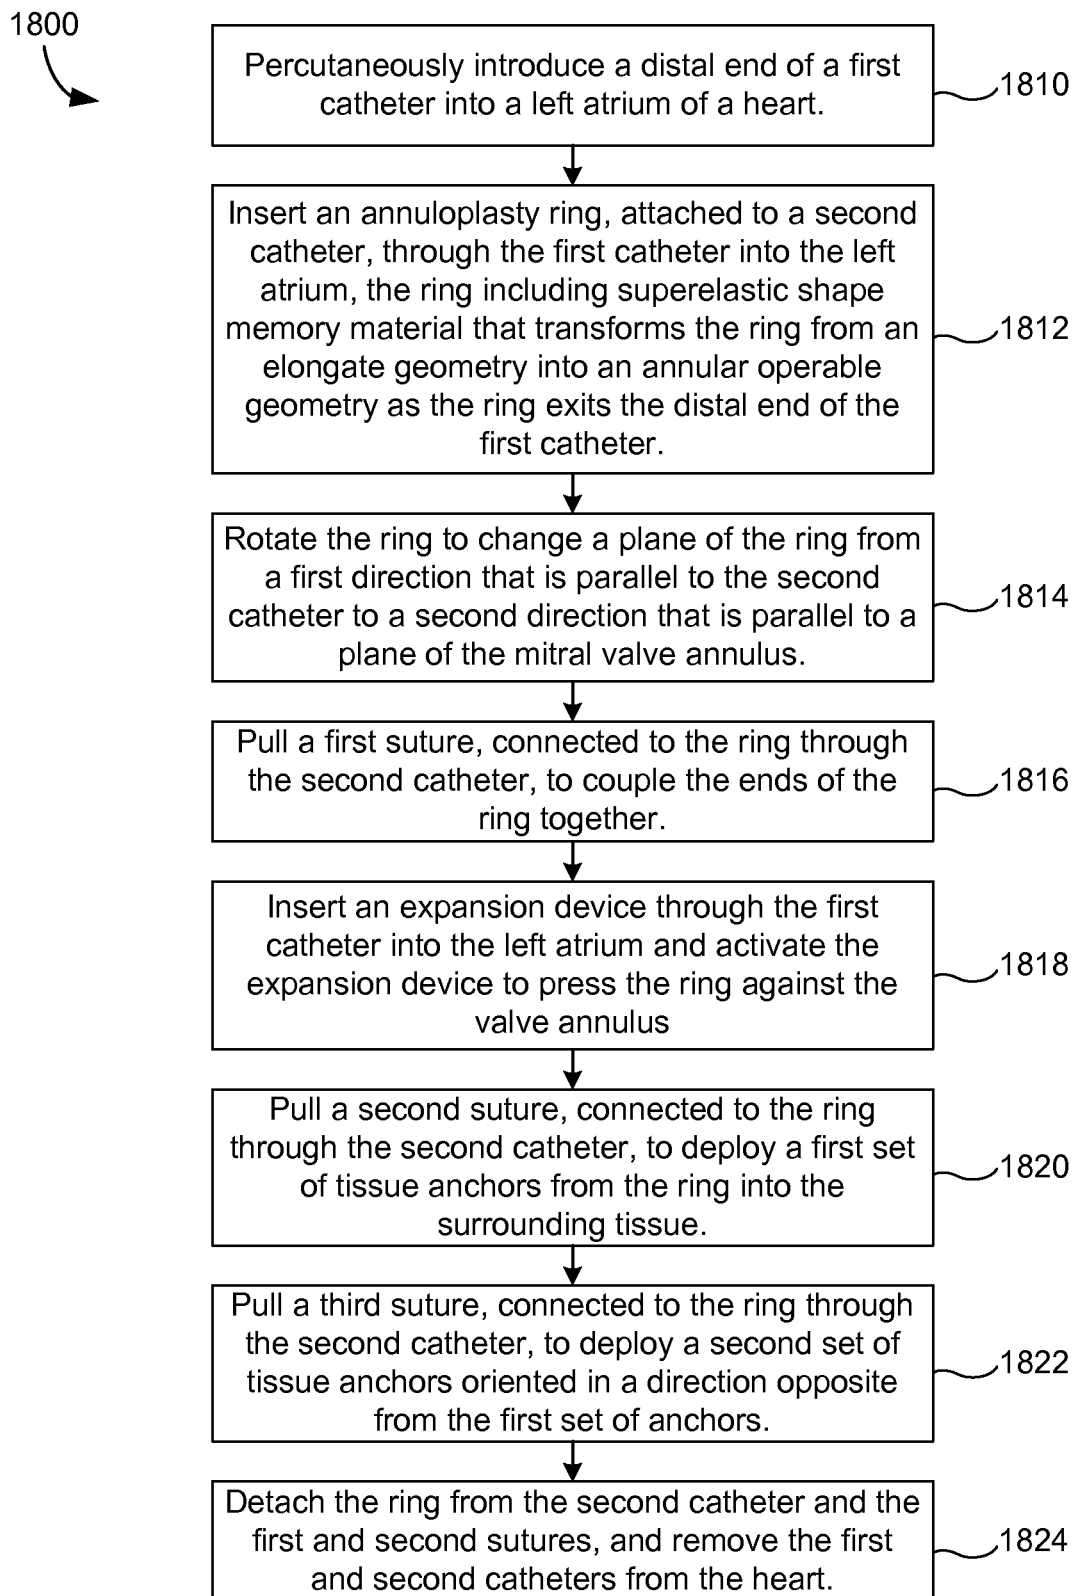 1800
Percutaneously introduce a distal end of a first
catheter into a left atrium of a heart.
1810
Insert an annuloplasty ring, attached to a second
catheter, through the first catheter into the left
atrium, the ring including superelastic shape
memory material that transforms the ring from an
elongate geometry into an annular operable
geometry as the ring exits the distal end of the
first catheter.
1812
Rotate the ring to change a plane of the ring from
a first direction that is parallel to the second
catheter to a second direction that is parallel to a
plane of the mitral valve annulus.
1814
Pull a first suture, connected to the ring through
the second catheter, to couple the ends of the
ring together.
1816
Insert an expansion device through the first
catheter into the left atrium and activate the
expansion device to press the ring against the
valve annulus
1818
Pull a second suture, connected to the ring
through the second catheter, to deploy a first set
of tissue anchors from the ring into the
surrounding tissue.
1820
Pull a third suture, connected to the ring through
the second catheter, to deploy a second set of
tissue anchors oriented in a direction opposite
from the first set of anchors.
1822
Detach the ring from the second catheter and the
first and second sutures, and remove the first
and second catheters from the heart.
1824